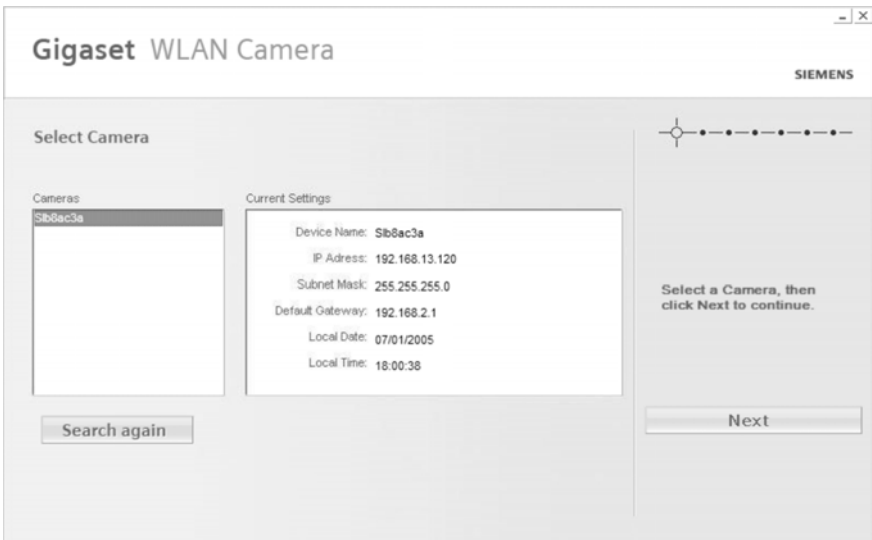 Gigaset WLAN Camera
SIEMENS
Select Camera
Cameras
Slb8ac3a
Current Settings
Device Name: Slb8ac3a
IP Adress: 192.168.13.120
Subnet Mask: 255.255.255.0
Default Gateway: 192.168.2.1
Local Date: 07/01/2005
Local Time: 18:00:38
Search again
Select a Camera, then
click Next to continue.
Next